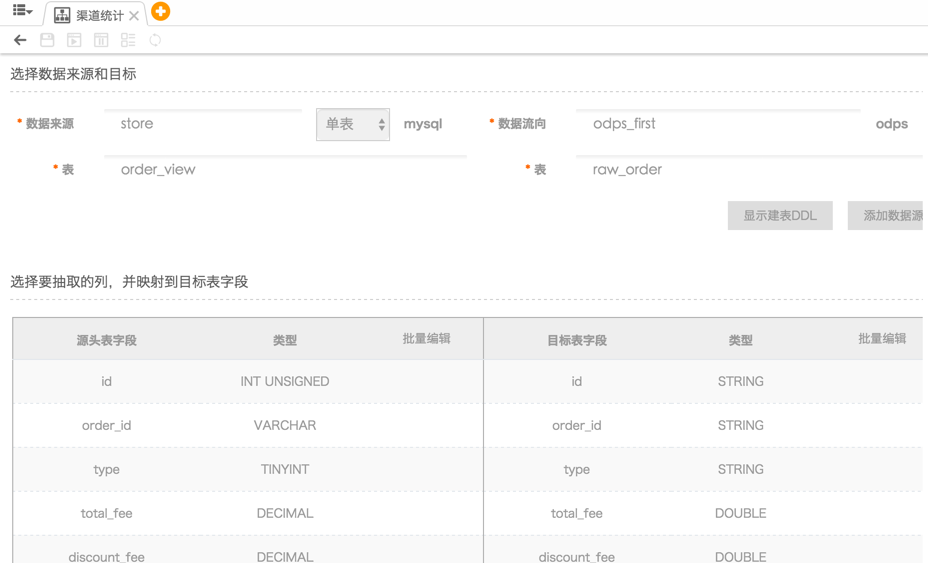 渠道统计
选择数据来源和目标
* 数据来源 store 单表 mysql * 数据流向 odps_first odps
* 表 order_view * 表 raw_order
显示建表DDL 添加数据源
选择要抽取的列，并映射到目标表字段
源头表字段 类型 批量编辑 目标表字段 类型 批量编辑
id INT UNSIGNED id STRING
order_id VARCHAR order_id STRING
type TINYINT type STRING
total_fee DECIMAL total_fee DOUBLE
discount_fee DECIMAL discount_fee DOUBLE